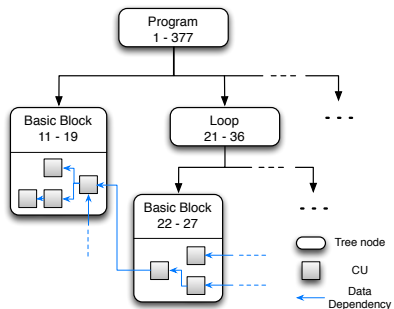 Program
1 - 377
Basic Block
11 - 19
Loop
21 - 36
Basic Block
22 - 27
Tree node
CU
Data
Dependency